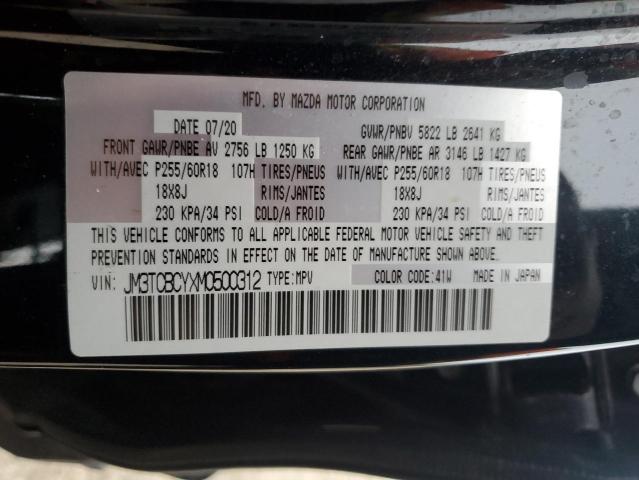 MFD. BY MAZDA MOTOR CORPORATION
DATE 07/20 GVWR/PNBV 5822 LB 2641 KG
FRONT GAWR/PNBE AV 2756 LB 1250 KG REAR GAWR/PNBE AR 3146 LB 1427 KG
WITH/AVEC P255/60R18 107H TIRES/PNEUS WITH/AVEC P255/60R18 107H TIRES/PNEUS
18X8J RIMS/JANTES 18X8J RIMS/JANTES
230 KPA/34 PSI COLD/A FROID 230 KPA/34 PSI COLD/A FROID
THIS VEHICLE CONFORMS TO ALL APPLICABLE FEDERAL MOTOR VEHICLE SAFETY AND THEFT
PREVENTION STANDARDS IN EFFECT ON THE DATE OF MANUFACTURE SHOWN ABOVE.
VIN: JM3TCBCYXM0500312 TYPE:MPV COLOR CODE:41W MADE IN JAPAN